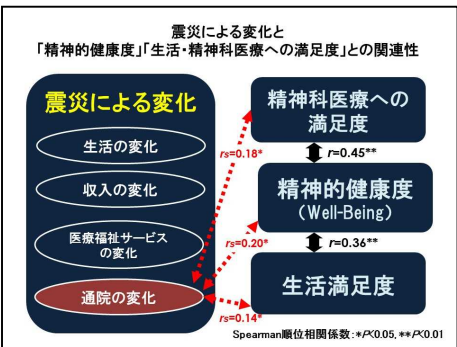 震災による変化と
「精神的健康度」「生活・精神科医療への満足度」との関連性
震災による変化
生活の変化
収入の変化
医療福祉サービス
の変化
通院の変化
rs=0.18*
rs=0.20*
rs=0.14*
精神科医療への
満足度
r=0.45**
精神的健康度
(Well-Being)
r=0.36**
生活満足度
Spearman順位相関係数:*P<0.05, **P<0.01